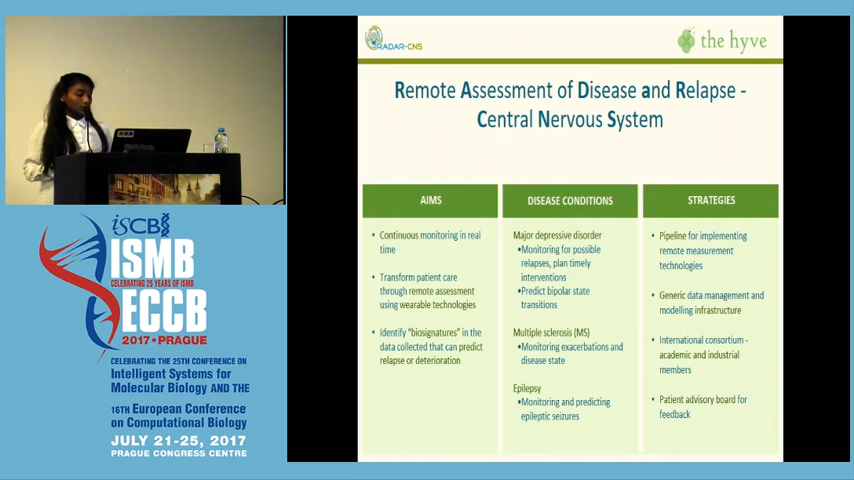 RADAR-CNS
the hyve
Remote Assessment of Disease and Relapse -
Central Nervous System
AIMS
• Continuous monitoring in real
time
• Transform patient care
through remote assessment
using wearable technologies
• Identify “biosignatures” in the
data collected that can predict
relapse or deterioration
DISEASE CONDITIONS
Major depressive disorder
•Monitoring for possible
relapses, plan timely
interventions
•Predict bipolar state
transitions
Multiple sclerosis (MS)
•Monitoring exacerbations and
disease state
Epilepsy
•Monitoring and predicting
epileptic seizures
STRATEGIES
• Pipeline for implementing
remote measurement
technologies
• Generic data management and
modelling infrastructure
• International consortium -
academic and industrial
members
• Patient advisory board for
feedback
iSCB
ISMB
CELEBRATING 25 YEARS OF ISMB
ECCB
2017 • PRAGUE
CELEBRATING THE 25TH CONFERENCE ON
Intelligent Systems for
Molecular Biology AND THE
16TH European Conference
on Computational Biology
JULY 21-25, 2017
PRAGUE CONGRESS CENTRE